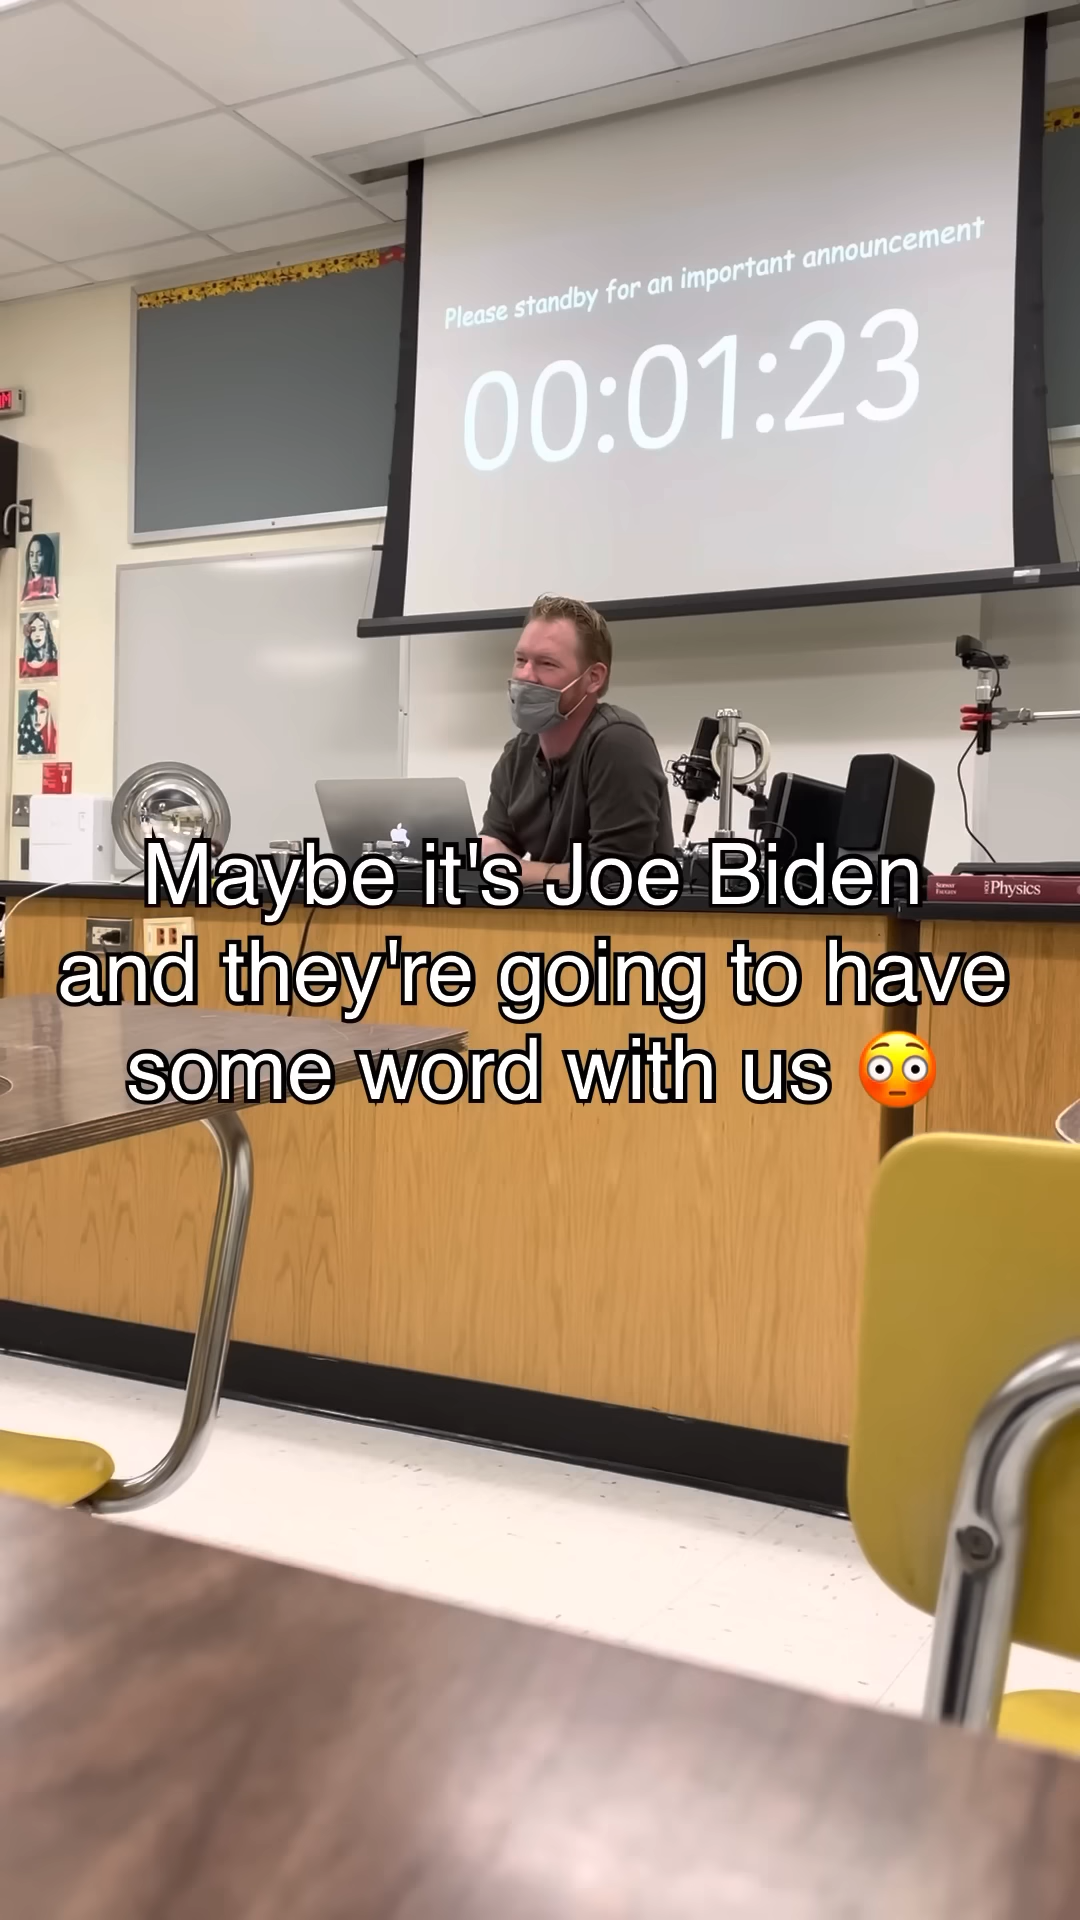 Please standby for an important announcement
00:01:23
Maybe it's Joe Biden
and they're going to have
some word with us 😳
Physics